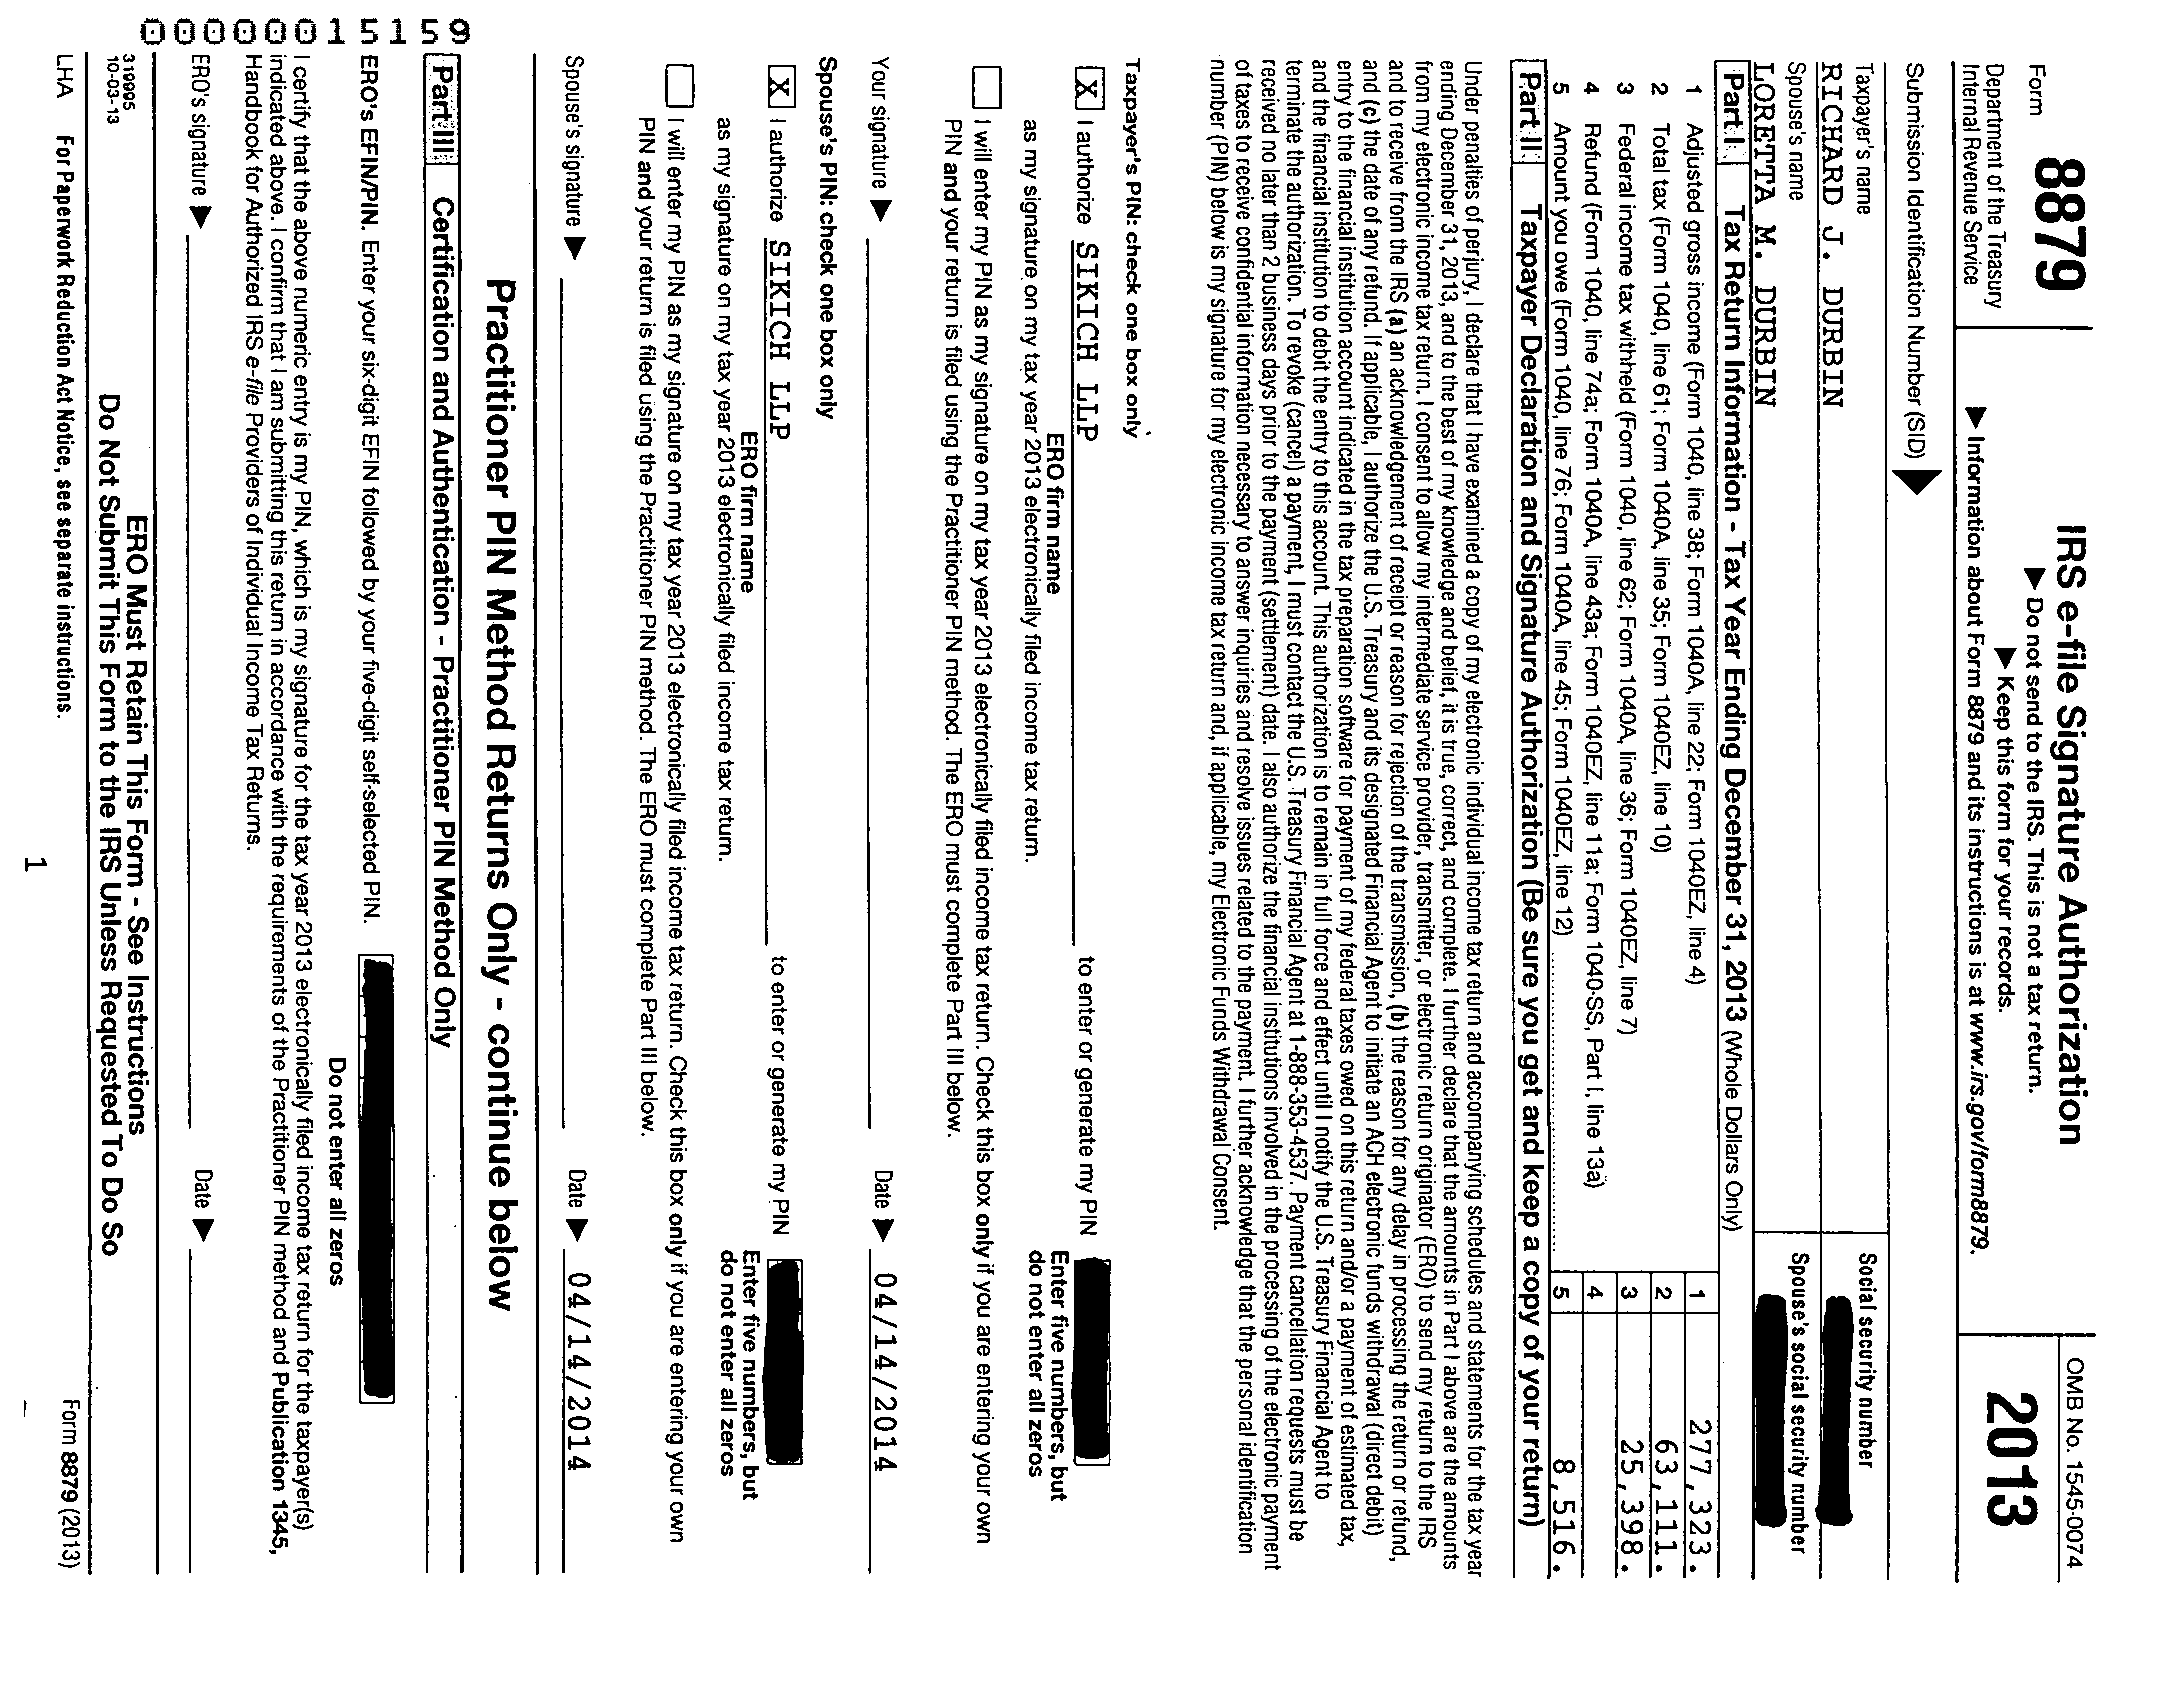 Form 8879
Department of the Treasury
Internal Revenue Service
IRS e-file Signature Authorization
▶ Do not send to the IRS. This is not a tax return.
▶ Keep this form for your records.
▶ Information about Form 8879 and its instructions is at www.irs.gov/form8879.
OMB No. 1545-0074
2013
Submission Identification Number (SID) ▶
Taxpayer's name
RICHARD J. DURBIN
Social security number
Spouse's name
LORETTA M. DURBIN
Spouse's social security number
Part I Tax Return Information - Tax Year Ending December 31, 2013 (Whole Dollars Only)
1 Adjusted gross income (Form 1040, line 38; Form 1040A, line 22; Form 1040EZ, line 4) 1 277,323.
2 Total tax (Form 1040, line 61; Form 1040A, line 35; Form 1040EZ, line 10) 2 63,111.
3 Federal income tax withheld (Form 1040, line 62; Form 1040A, line 36; Form 1040EZ, line 7) 3 25,398.
4 Refund (Form 1040, line 74a; Form 1040A, line 43a; Form 1040EZ, line 11a; Form 1040-SS, Part I, line 13a) 4
5 Amount you owe (Form 1040, line 76; Form 1040A, line 45; Form 1040EZ, line 12) 5 8,516.
Part II Taxpayer Declaration and Signature Authorization (Be sure you get and keep a copy of your return)
Under penalties of perjury, I declare that I have examined a copy of my electronic individual income tax return and accompanying schedules and statements for the tax year
ending December 31, 2013, and to the best of my knowledge and belief, it is true, correct, and complete. I further declare that the amounts in Part I above are the amounts
from my electronic income tax return. I consent to allow my intermediate service provider, transmitter, or electronic return originator (ERO) to send my return to the IRS
and to receive from the IRS (a) an acknowledgement of receipt or reason for rejection of the transmission, (b) the reason for any delay in processing the return or refund,
and (c) the date of any refund. If applicable, I authorize the U.S. Treasury and its designated Financial Agent to initiate an ACH electronic funds withdrawal (direct debit)
entry to the financial institution account indicated in the tax preparation software for payment of my federal taxes owed on this return and/or a payment of estimated tax,
and the financial institution to debit the entry to this account. This authorization is to remain in full force and effect until I notify the U.S. Treasury Financial Agent to
terminate the authorization. To revoke (cancel) a payment, I must contact the U.S. Treasury Financial Agent at 1-888-353-4537. Payment cancellation requests must be
received no later than 2 business days prior to the payment (settlement) date. I also authorize the financial institutions involved in the processing of the electronic payment
of taxes to receive confidential information necessary to answer inquiries and resolve issues related to the payment. I further acknowledge that the personal identification
number (PIN) below is my signature for my electronic income tax return and, if applicable, my Electronic Funds Withdrawal Consent.
Taxpayer's PIN: check one box only
X I authorize SIKICH LLP to enter or generate my PIN
ERO firm name
Enter five numbers, but
do not enter all zeros
as my signature on my tax year 2013 electronically filed income tax return.
I will enter my PIN as my signature on my tax year 2013 electronically filed income tax return. Check this box only if you are entering your own
PIN and your return is filed using the Practitioner PIN method. The ERO must complete Part III below.
Your signature ▶ Date ▶ 04/14/2014
Spouse's PIN: check one box only
X I authorize SIKICH LLP to enter or generate my PIN
ERO firm name
Enter five numbers, but
do not enter all zeros
as my signature on my tax year 2013 electronically filed income tax return.
I will enter my PIN as my signature on my tax year 2013 electronically filed income tax return. Check this box only if you are entering your own
PIN and your return is filed using the Practitioner PIN method. The ERO must complete Part III below.
Spouse's signature ▶ Date ▶ 04/14/2014
Practitioner PIN Method Returns Only - continue below
Part III Certification and Authentication - Practitioner PIN Method Only
ERO's EFIN/PIN. Enter your six-digit EFIN followed by your five-digit self-selected PIN.
Do not enter all zeros
I certify that the above numeric entry is my PIN, which is my signature for the tax year 2013 electronically filed income tax return for the taxpayer(s)
indicated above. I confirm that I am submitting this return in accordance with the requirements of the Practitioner PIN method and Publication 1345,
Handbook for Authorized IRS e-file Providers of Individual Income Tax Returns.
ERO's signature ▶ Date ▶
ERO Must Retain This Form - See Instructions
Do Not Submit This Form to the IRS Unless Requested To Do So
319995
10-03-13
LHA For Paperwork Reduction Act Notice, see separate instructions.
Form 8879 (2013)
1
00000015159